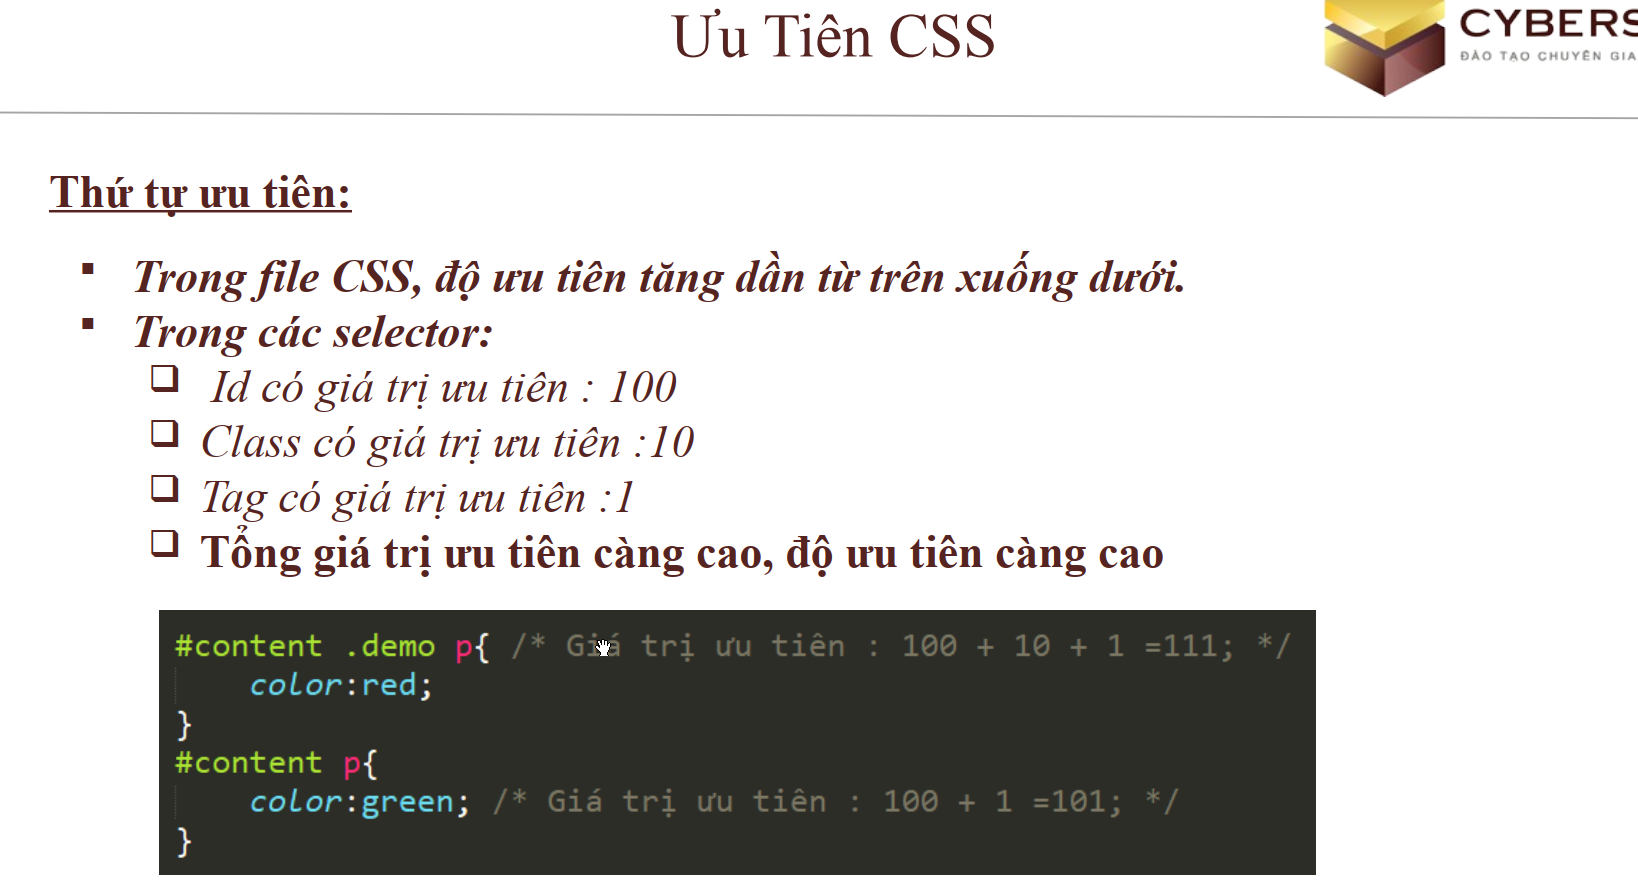 Ưu Tiên CSS
CYBERS
ĐÀO TẠO CHUYÊN GIA
Thứ tự ưu tiên:
Trong file CSS, độ ưu tiên tăng dần từ trên xuống dưới.
Trong các selector:
Id có giá trị ưu tiên : 100
Class có giá trị ưu tiên :10
Tag có giá trị ưu tiên :1
Tổng giá trị ưu tiên càng cao, độ ưu tiên càng cao
#content .demo p{ /* Giá trị ưu tiên : 100 + 10 + 1 =111; */
color:red;
}
#content p{
color:green; /* Giá trị ưu tiên : 100 + 1 =101; */
}